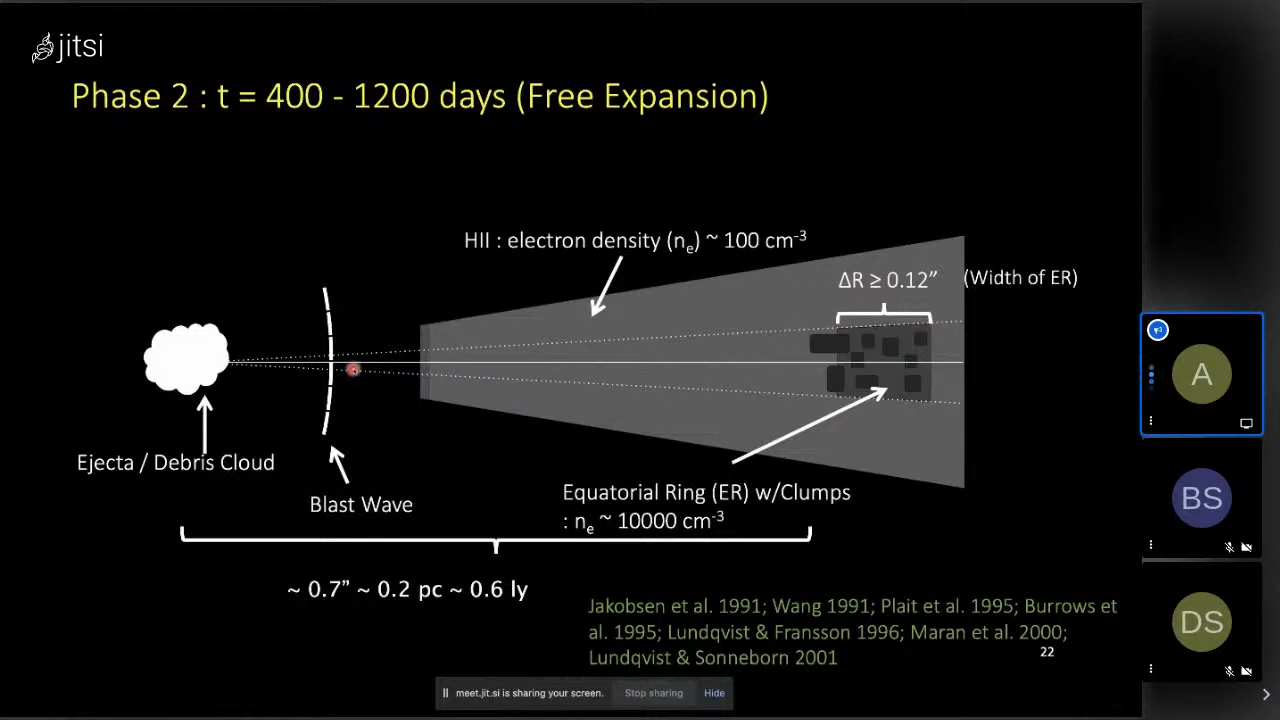 jitsi
Phase 2 : t = 400 - 1200 days (Free Expansion)
HII : electron density (nₑ) ~ 100 cm⁻³
ΔR ≥ 0.12” (Width of ER)
A
Ejecta / Debris Cloud
Blast Wave
Equatorial Ring (ER) w/Clumps
: nₑ ~ 10000 cm⁻³
BS
~ 0.7” ~ 0.2 pc ~ 0.6 ly
Jakobsen et al. 1991; Wang 1991; Plait et al. 1995; Burrows et
al. 1995; Lundqvist & Fransson 1996; Maran et al. 2000;
Lundqvist & Sonneborn 2001
22
DS
meet.jit.si is sharing your screen. Stop sharing Hide